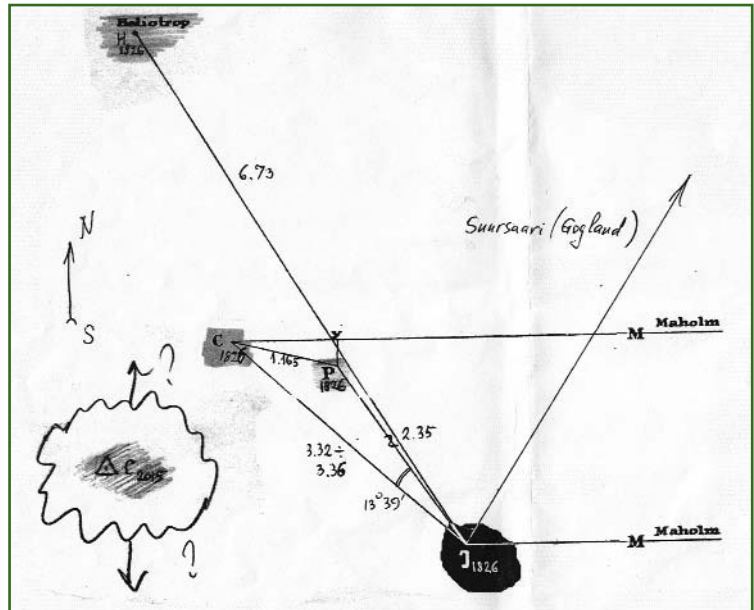 Heliotrop
H
1826
6.73
Suursaari (Gogland)
N
S
C
1826
Y
M Maholm
1.165
P
1826
?
2.35
3.32÷
3.36
13°39'
C 2015
?
J 1826
M Maholm